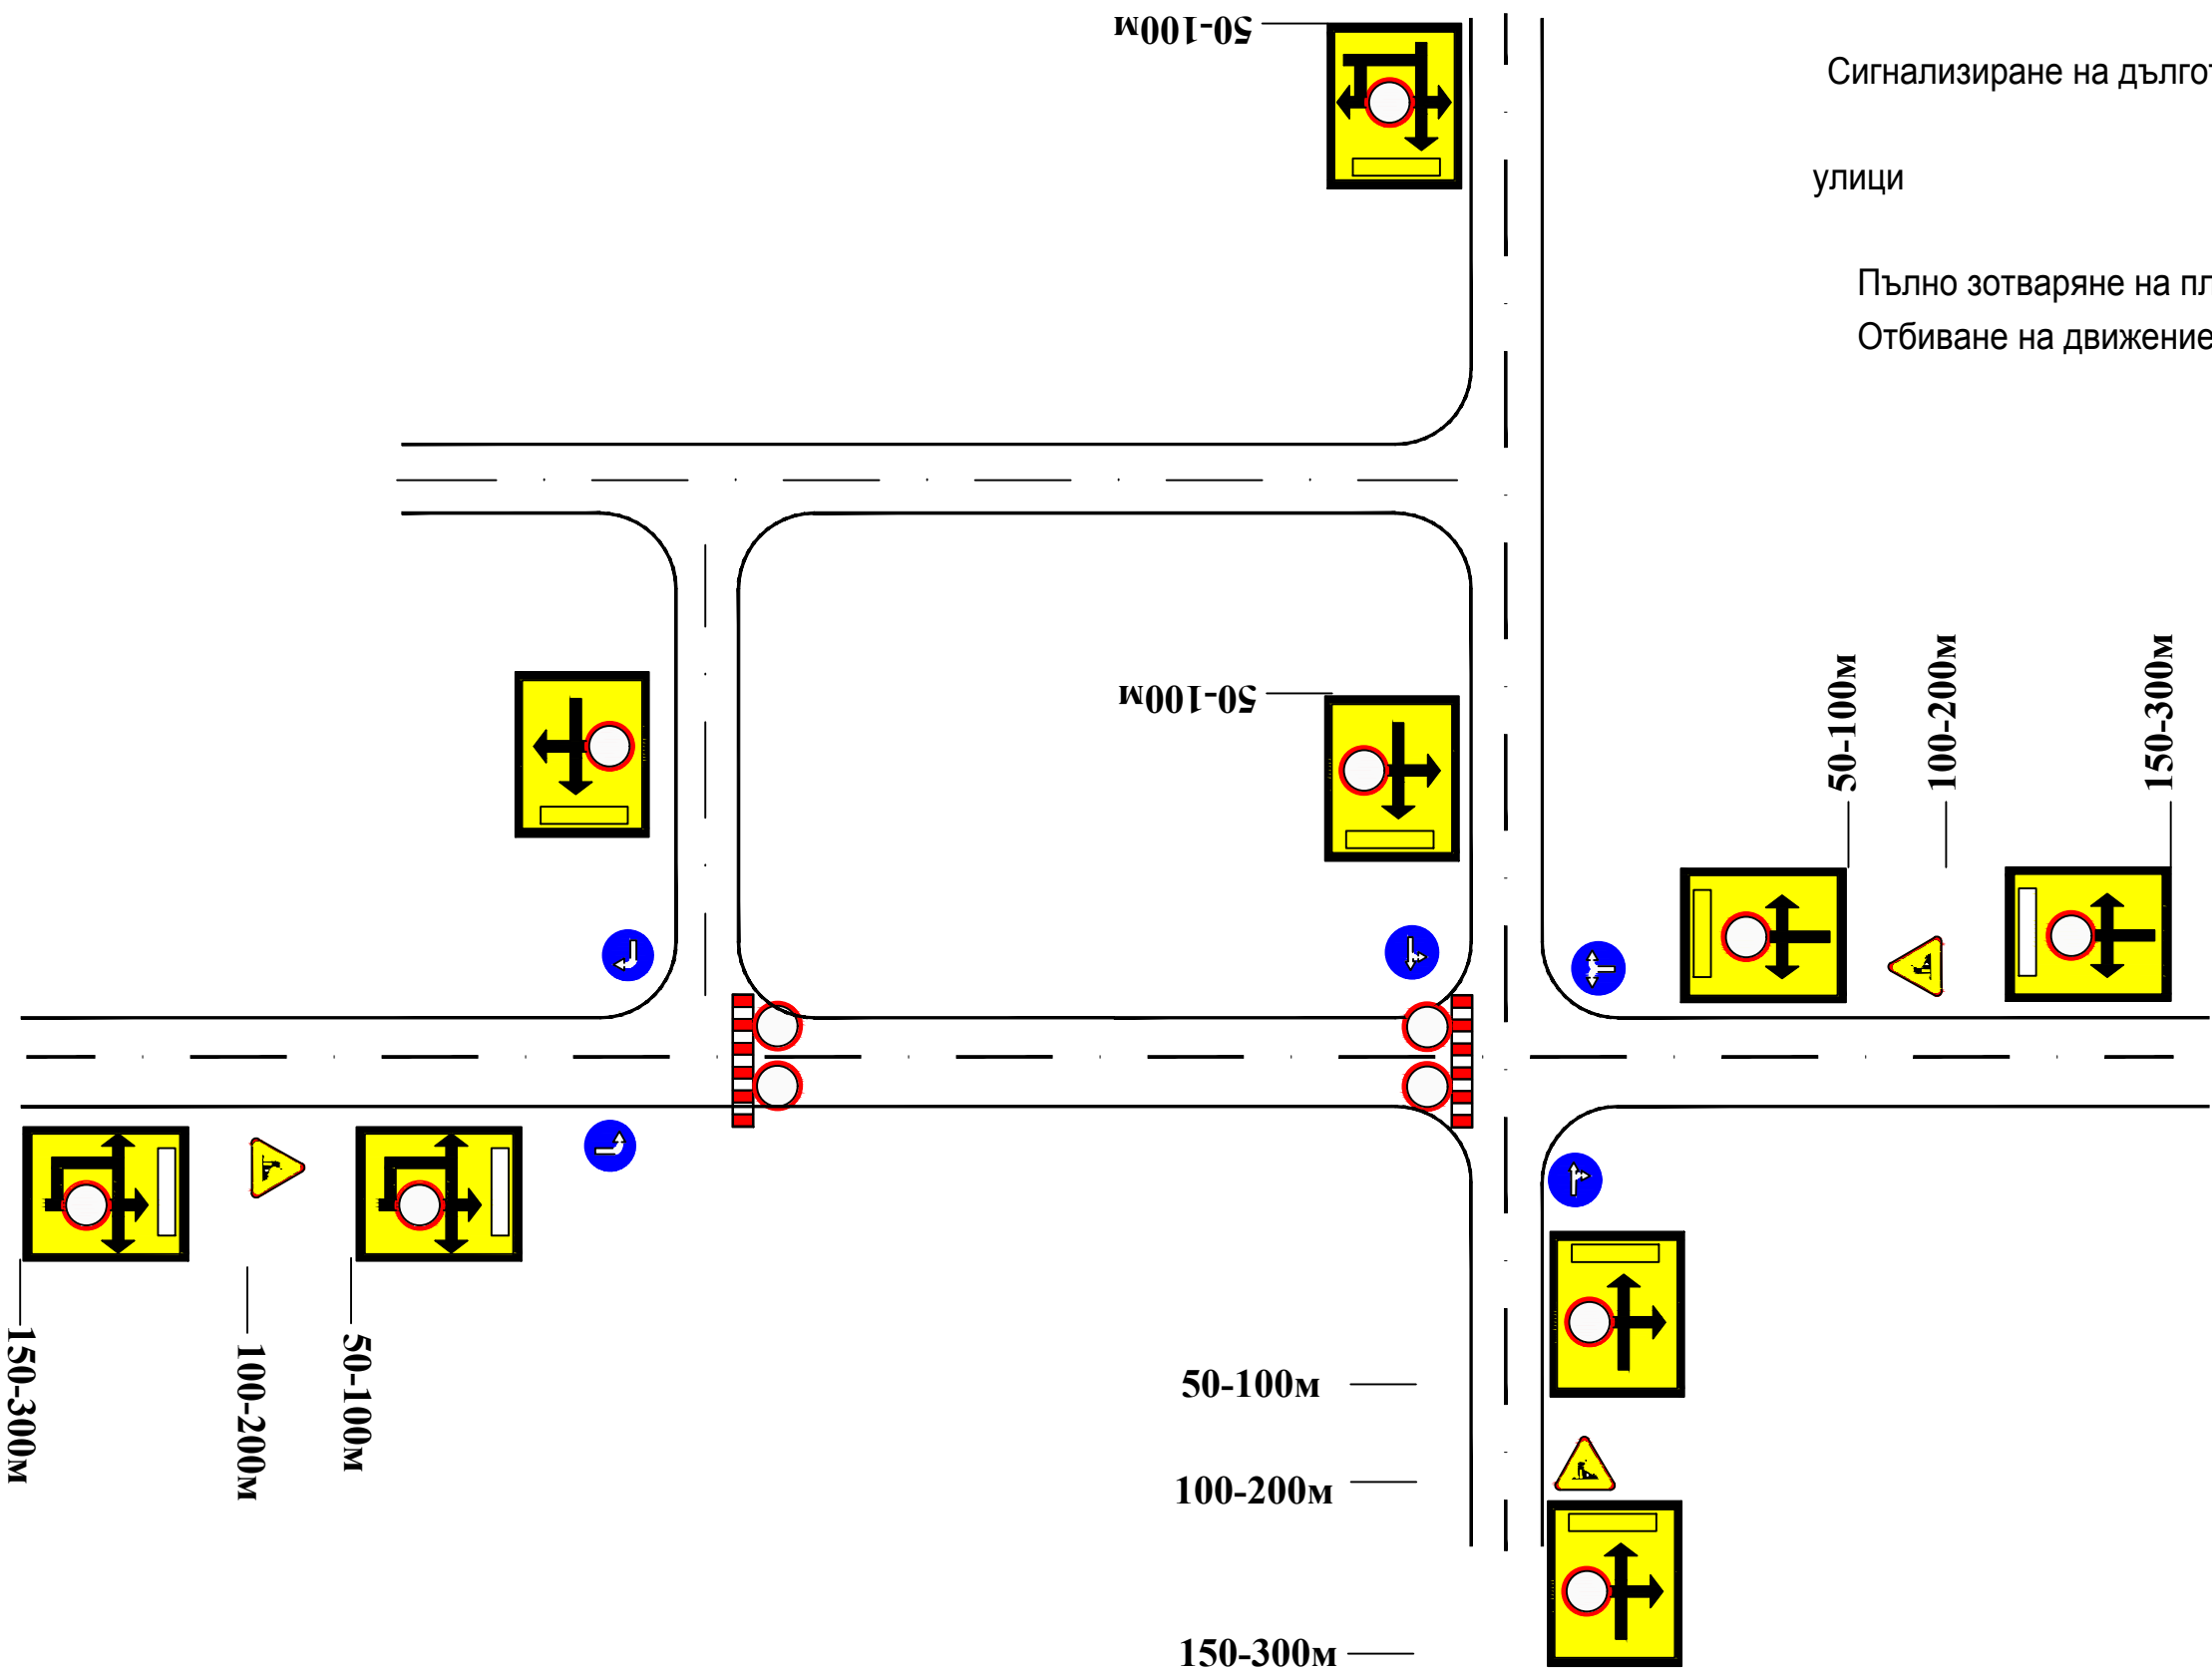 50-100м
Сигнализиране на дълго
улици
Пълно зотваряне на пл
Отбиване на движение
50-100м
50-100м
100-200м
150-300м
150-300м
100-200м
50-100м
50-100м
100-200м
150-300м